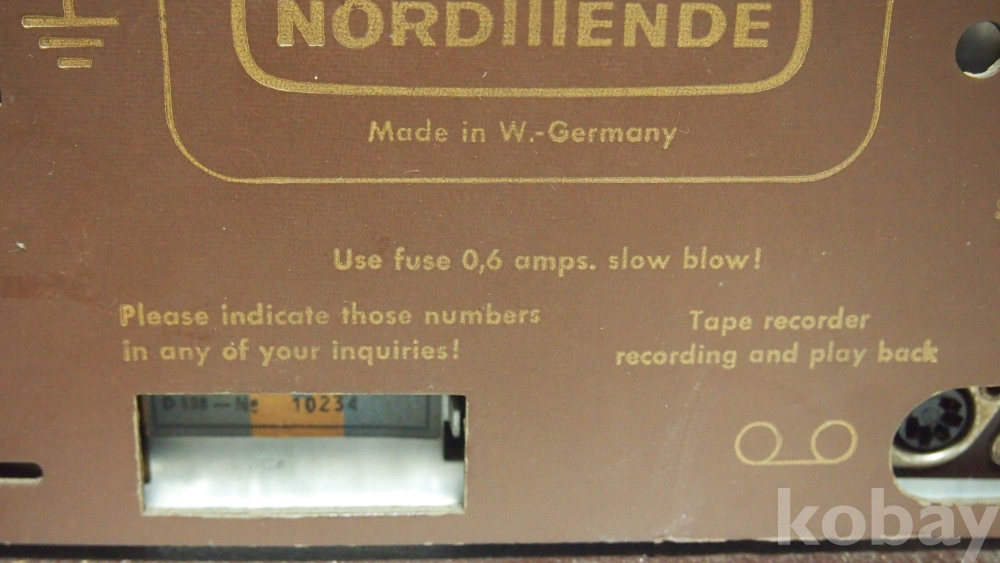 NORDMENDE
Made in W.-Germany
Use fuse 0,6 amps. slow blow!
Please indicate those numbers
in any of your inquiries!
Tape recorder
recording and play back
10234
kobay